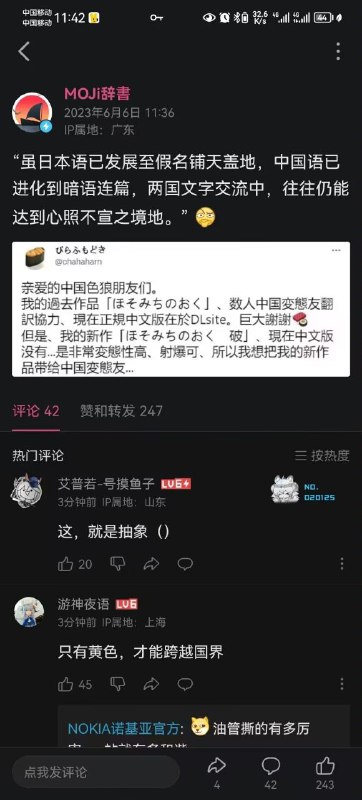 中国移动
中国移动
11:42
32.6 K/s
4G
4G
64
MOJi辞書
2023年6月6日 11:36
IP属地：广东
“虽日本语已发展至假名铺天盖地，中国语已
进化到暗语连篇，两国文字交流中，往往仍能
达到心照不宣之境地。”
びらふもどき
@chahaharn
亲爱的中国色狼朋友们。
我的過去作品「ほそみちのおく」、数人中国変態友翻
訳協力、現在正規中文版在於DLsite。巨大謝謝
但是、我的新作「ほそみちのおく　破」、現在中文版
没有...是非常変態性高、射爆可、所以我想把我的新作
品带给中国変態友...
评论 42
赞和转发 247
热门评论
按热度
艾普若-号摸鱼子 LV6
3分钟前 IP属地：山东
NO.
020125
这，就是抽象（）
20
游神夜语 LV6
3分钟前 IP属地：上海
只有黄色，才能跨越国界
45
NOKIA诺基亚官方: 油管撕的有多厉
点我发评论
4
42
243